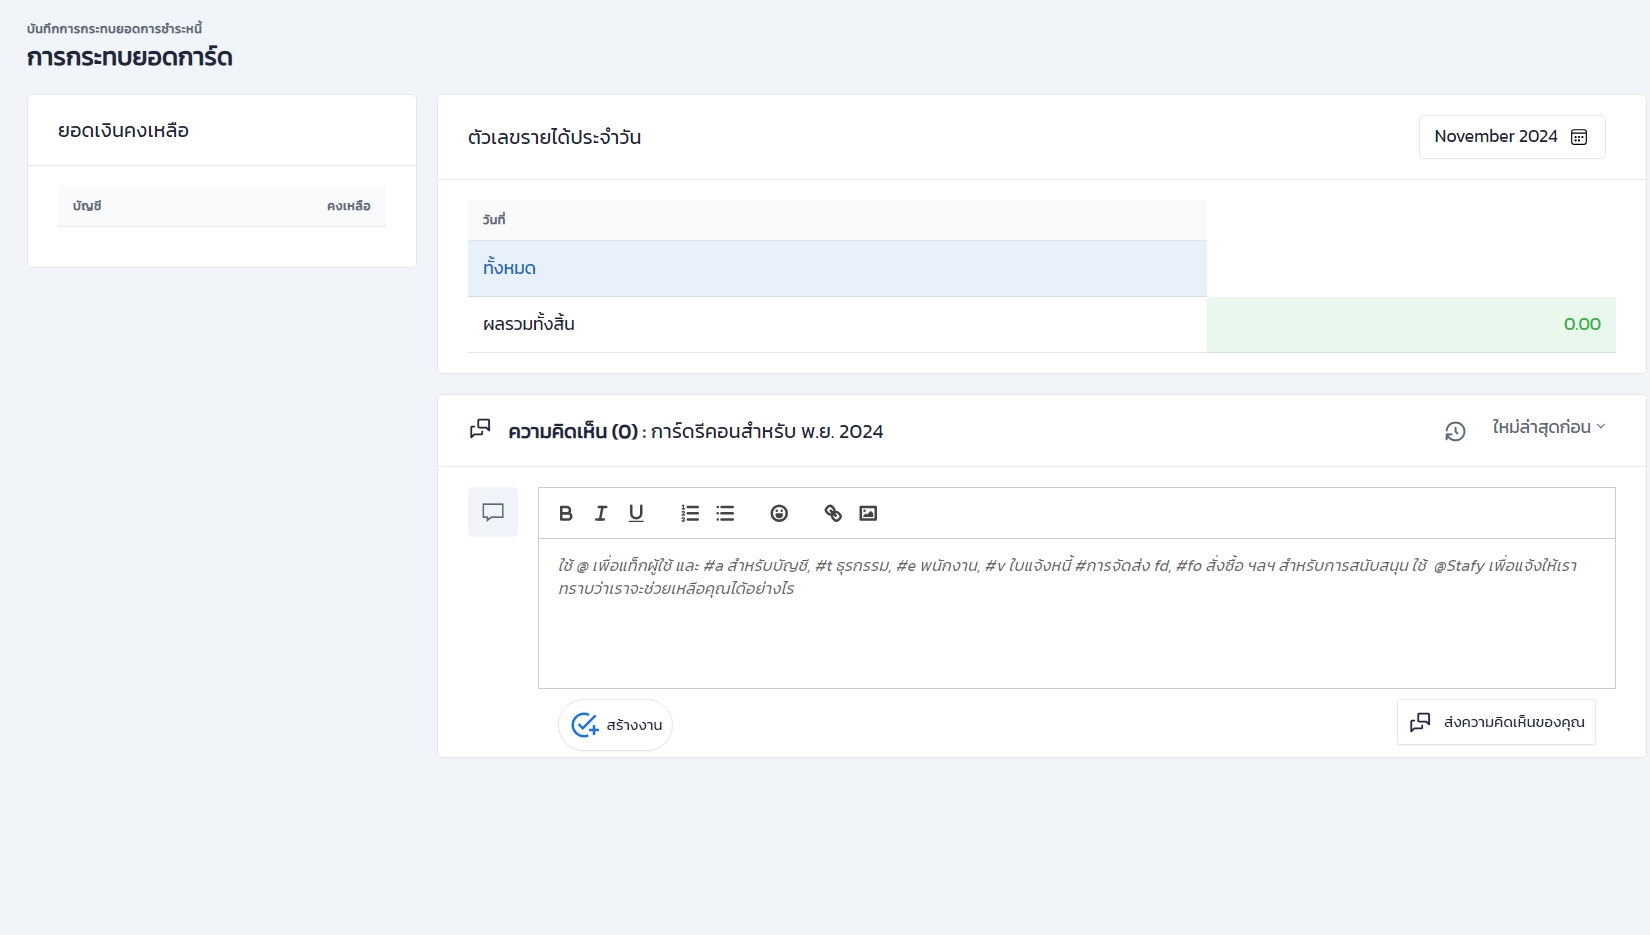 บันทึกการกระทบยอดการชำระหนี้
การกระทบยอดการ์ด
ยอดเงินคงเหลือ
บัญชี คงเหลือ
ตัวเลขรายได้ประจำวัน
November 2024
วันที่
ทั้งหมด
ผลรวมทั้งสิ้น 0.00
ความคิดเห็น (0) : การ์ดรีคอนสำหรับ พ.ย. 2024
ใหม่ล่าสุดก่อน
ใช้ @ เพื่อแท็กผู้ใช้ และ #a สำหรับบัญชี, #t ธุรกรรม, #e พนักงาน, #v ใบแจ้งหนี้ #การจัดส่ง fd, #fo สั่งซื้อ ฯลฯ สำหรับการสนับสนุน ใช้ @Stafy เพื่อแจ้งให้เรา
ทราบว่าเราจะช่วยเหลือคุณได้อย่างไร
สร้างงาน
ส่งความคิดเห็นของคุณ